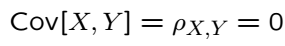 Cov[X, Y] = ρ_{X,Y} = 0